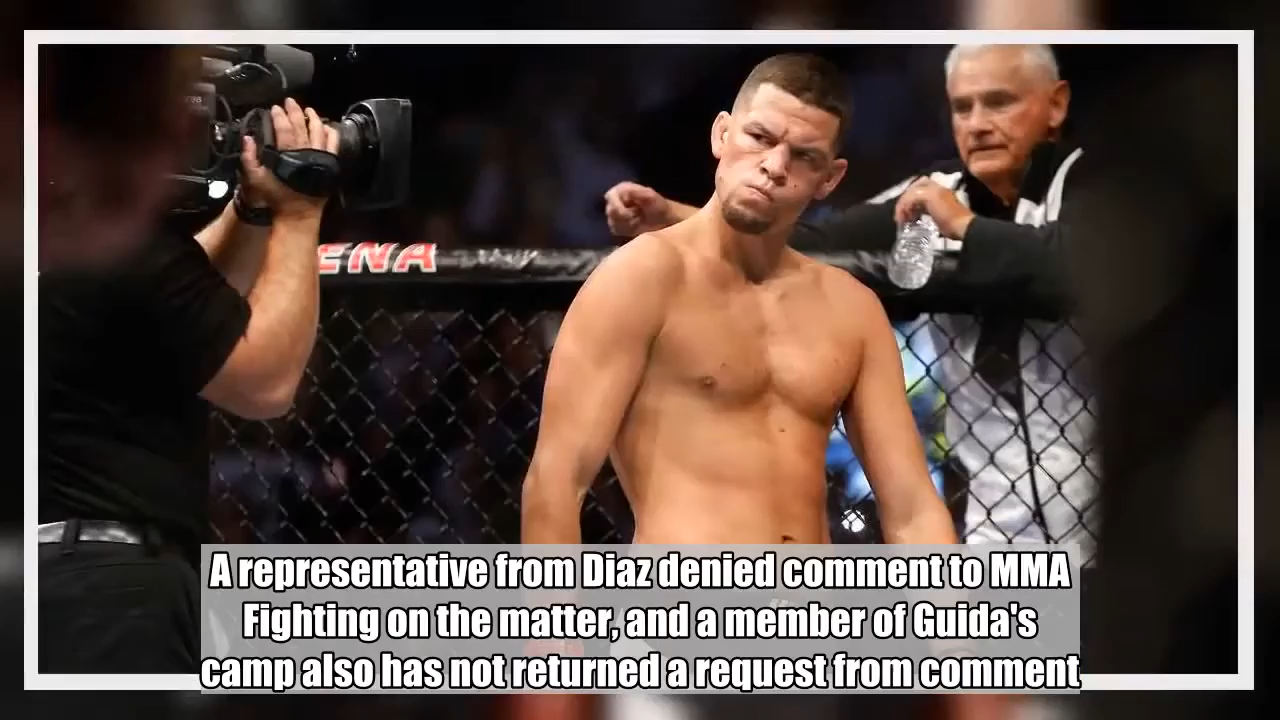 ENA
A representative from Diaz denied comment to MMA
Fighting on the matter, and a member of Guida's
camp also has not returned a request from comment